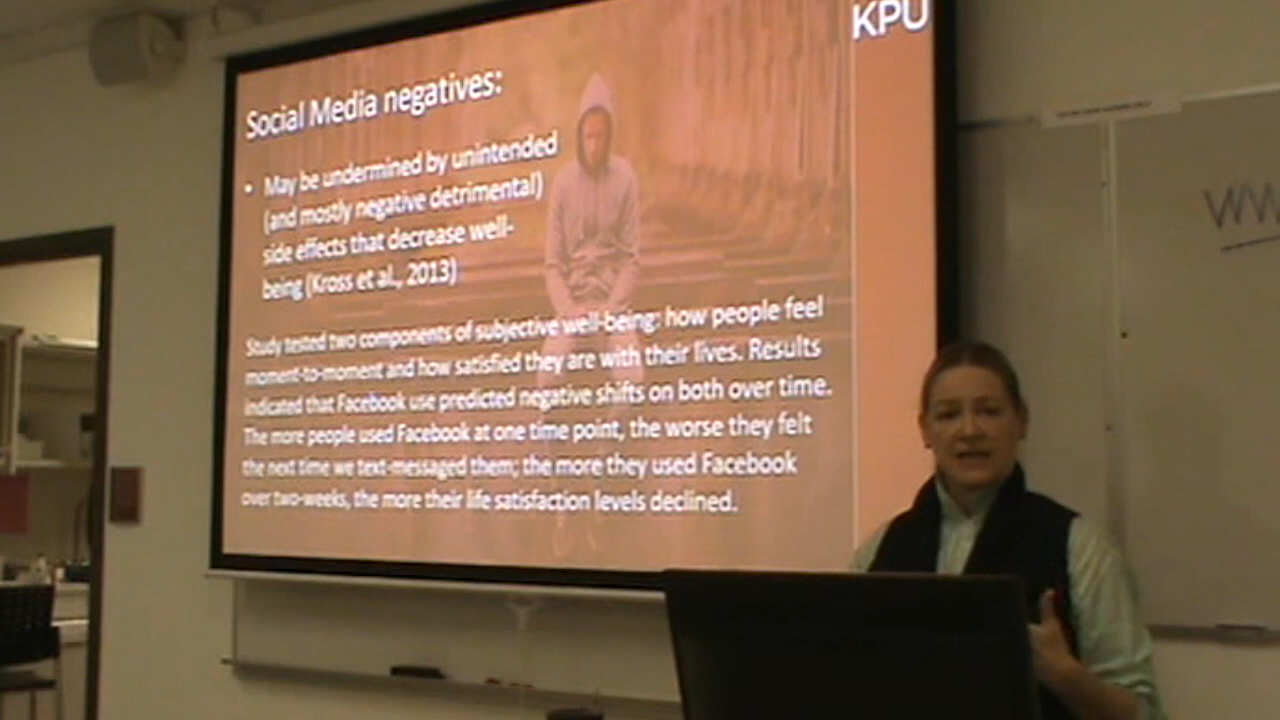 KPU
Social Media negatives:
• May be undermined by unintended
(and mostly negative detrimental)
side effects that decrease well-
being (Kross et al., 2013)
Study tested two components of subjective well-being: how people feel
moment-to-moment and how satisfied they are with their lives. Results
indicated that Facebook use predicted negative shifts on both over time.
The more people used Facebook at one time point, the worse they felt
the next time we text-messaged them; the more they used Facebook
over two-weeks, the more their life satisfaction levels declined.